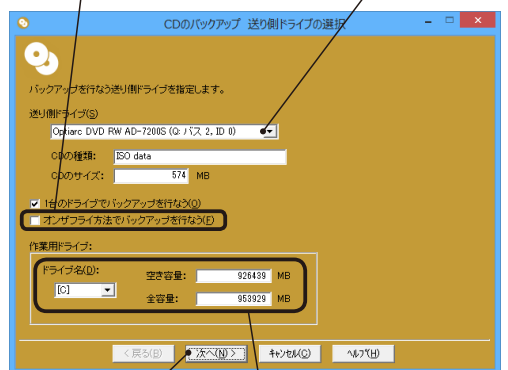 CDのバックアップ 送り側ドライブの選択
バックアップを行なう送り側ドライブを指定します。
送り側ドライブ(S)
Optiarc DVD RW AD-7200S (Q: バス 2, ID 0)
CDの種類: ISO data
CDのサイズ: 574 MB
1台のドライブでバックアップを行なう(O)
オンザフライ方法でバックアップを行なう(F)
作業用ドライブ:
ドライブ名(D): 空き容量: 926439 MB
[C] 全容量: 953929 MB
< 戻る(B) 次へ(N) > キャンセル(C) ヘルプ(H)